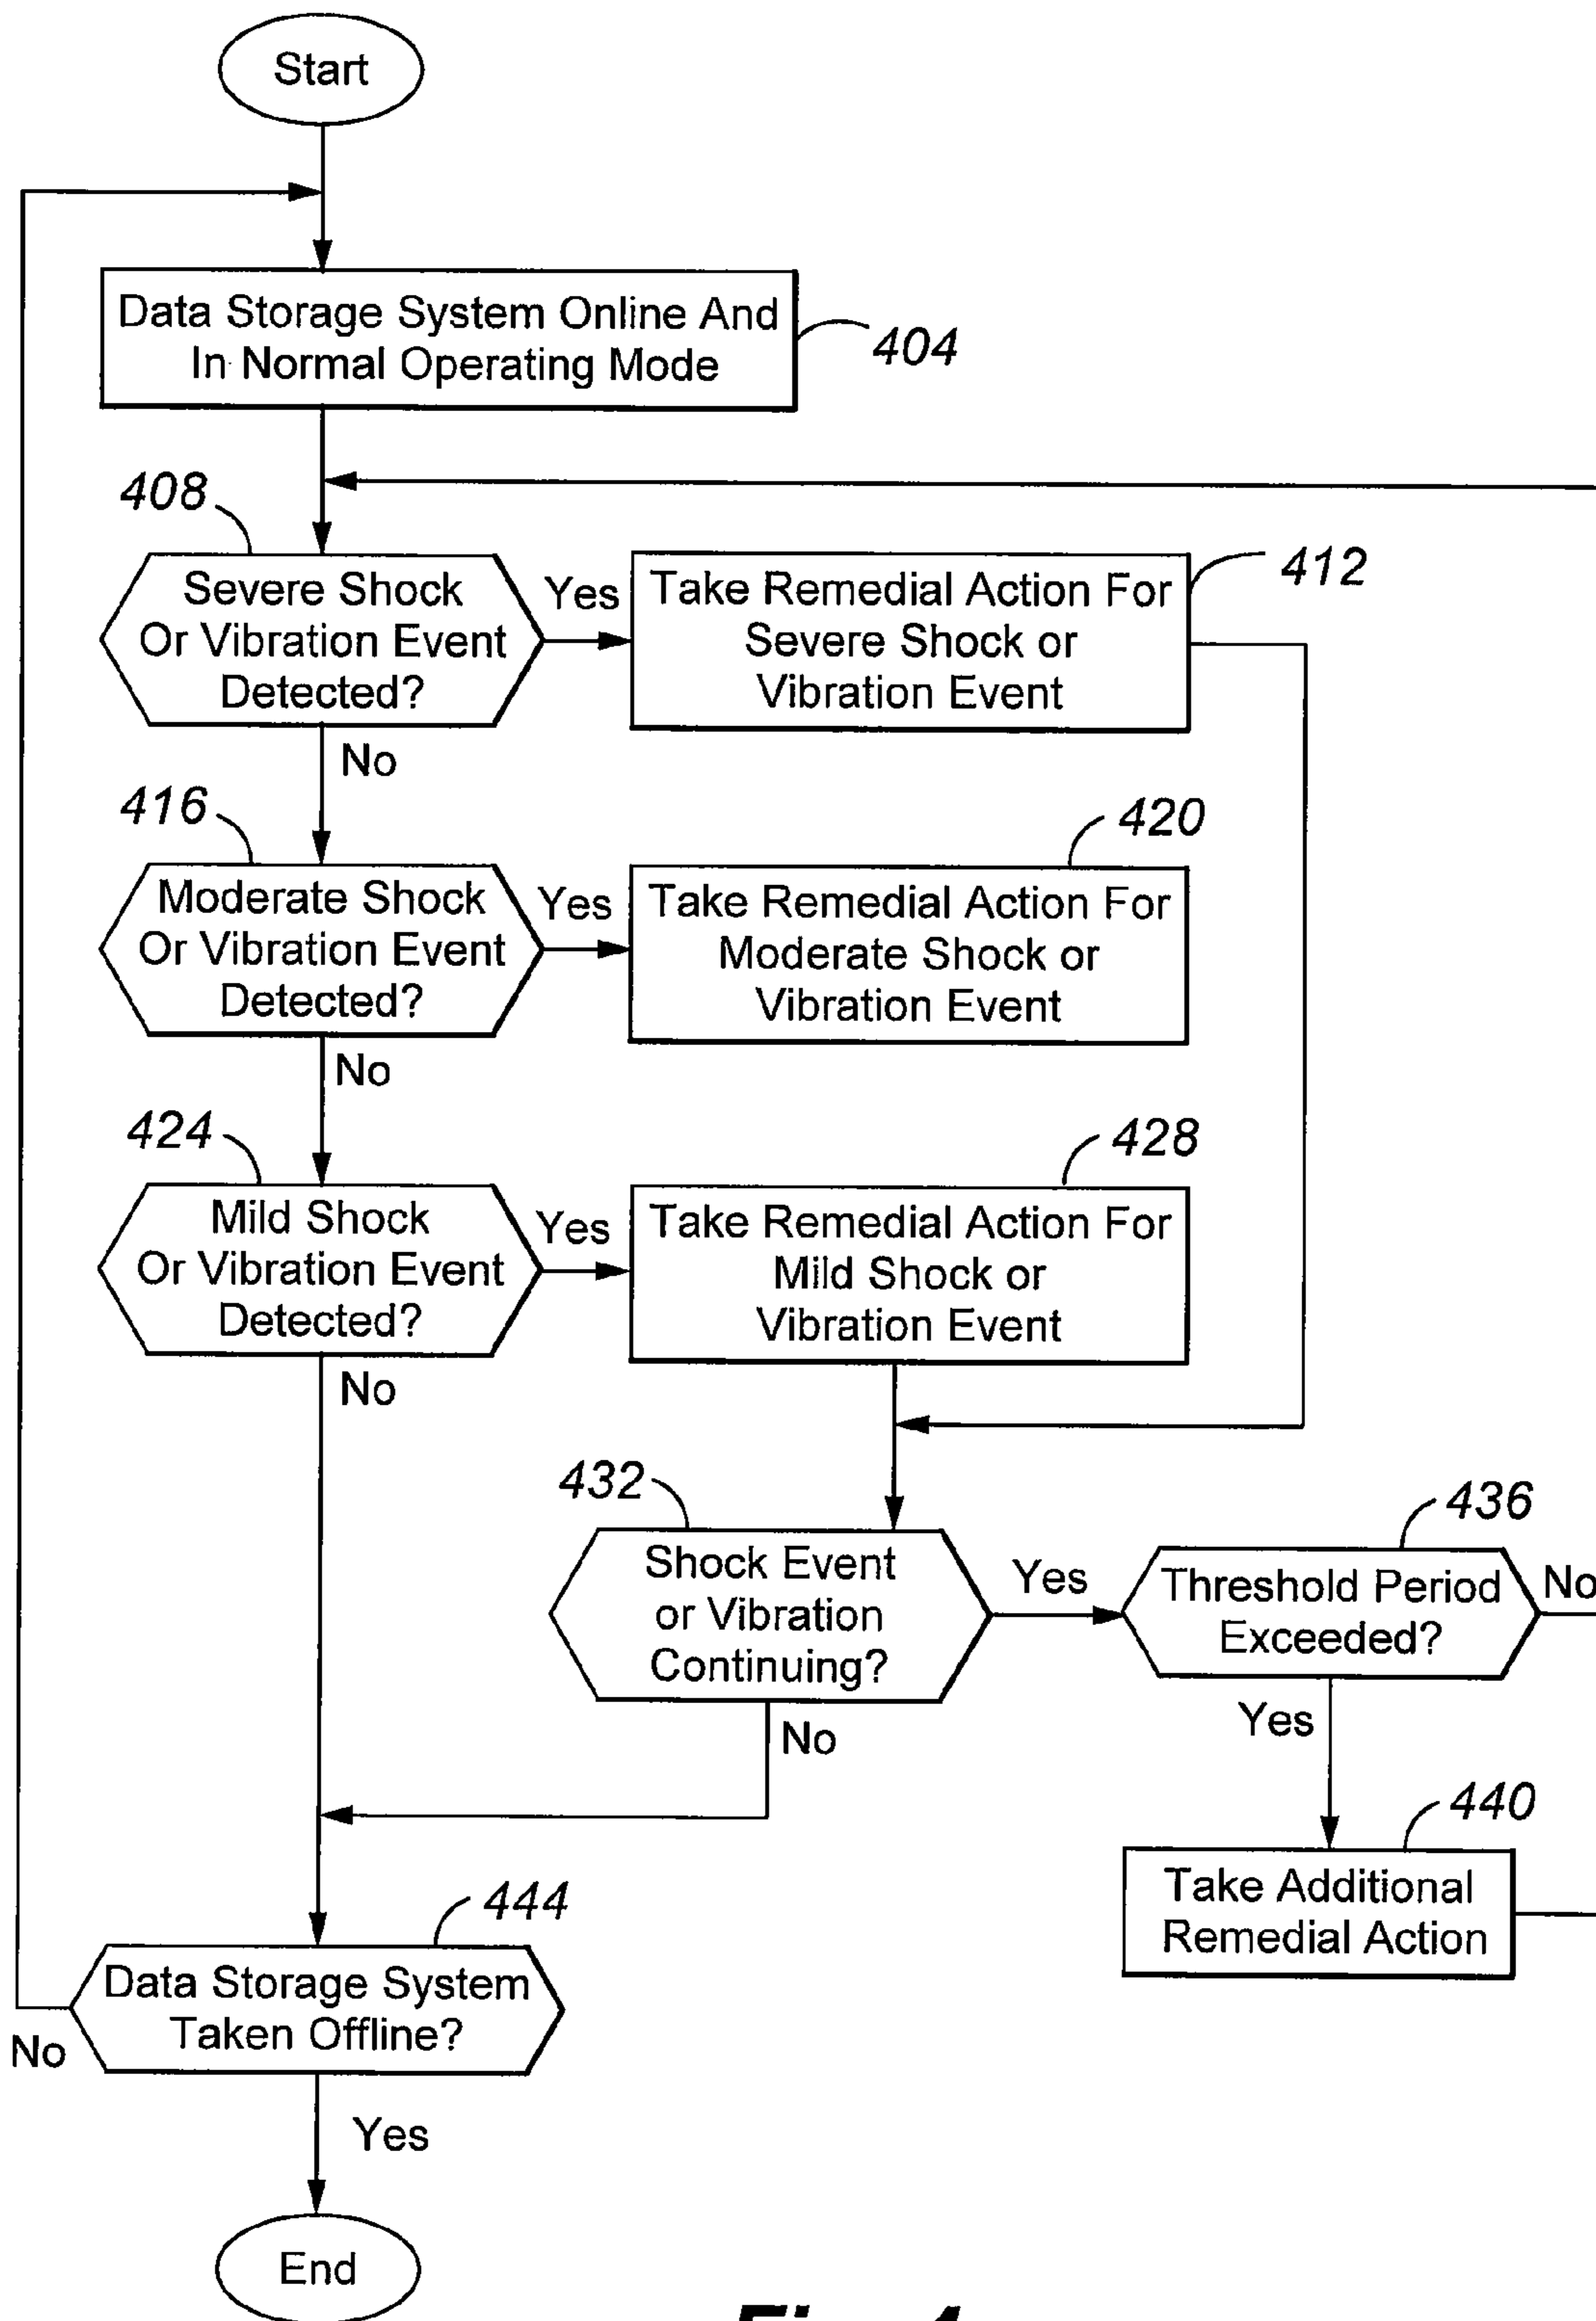 Start
Data Storage System Online And
In Normal Operating Mode
404
408
Severe Shock
Or Vibration Event
Detected?
Yes
Take Remedial Action For
Severe Shock or
Vibration Event
412
No
416
Moderate Shock
Or Vibration Event
Detected?
Yes
420
Take Remedial Action For
Moderate Shock or
Vibration Event
No
424
Mild Shock
Or Vibration Event
Detected?
Yes
428
Take Remedial Action For
Mild Shock or
Vibration Event
No
432
Shock Event
or Vibration
Continuing?
Yes
436
Threshold Period
Exceeded?
No
No
Yes
440
Take Additional
Remedial Action
444
Data Storage System
Taken Offline?
No
Yes
End